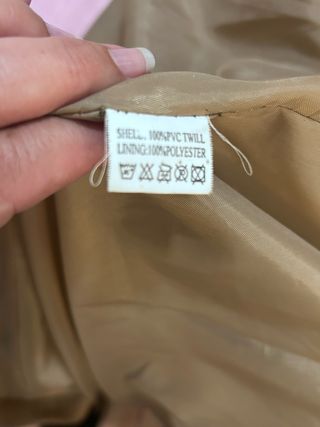 SHELL: 100%PVC TWILL
LINING:100%POLYESTER